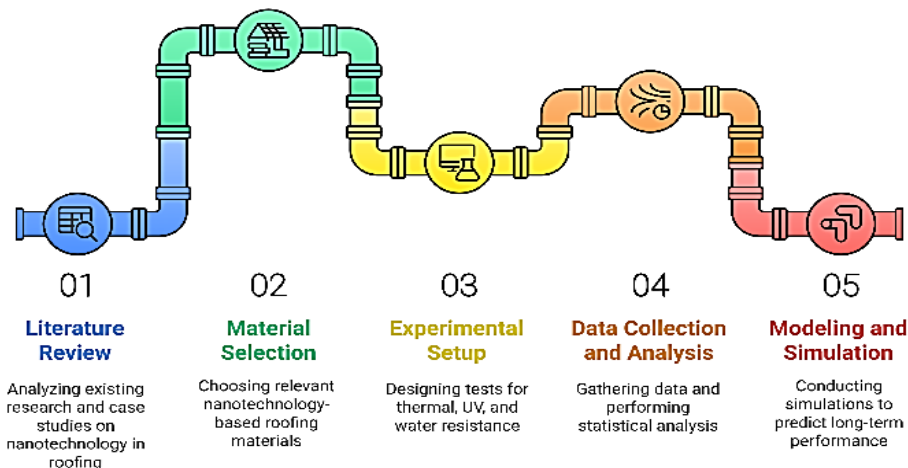 01
Literature
Review
Analyzing existing
research and case
studies on
nanotechnology in
roofing
02
Material
Selection
Choosing relevant
nanotechnology-
based roofing
materials
03
Experimental
Setup
Designing tests for
thermal, UV, and
water resistance
04
Data Collection
and Analysis
Gathering data and
performing
statistical analysis
05
Modeling and
Simulation
Conducting
simulations to
predict long-term
performance